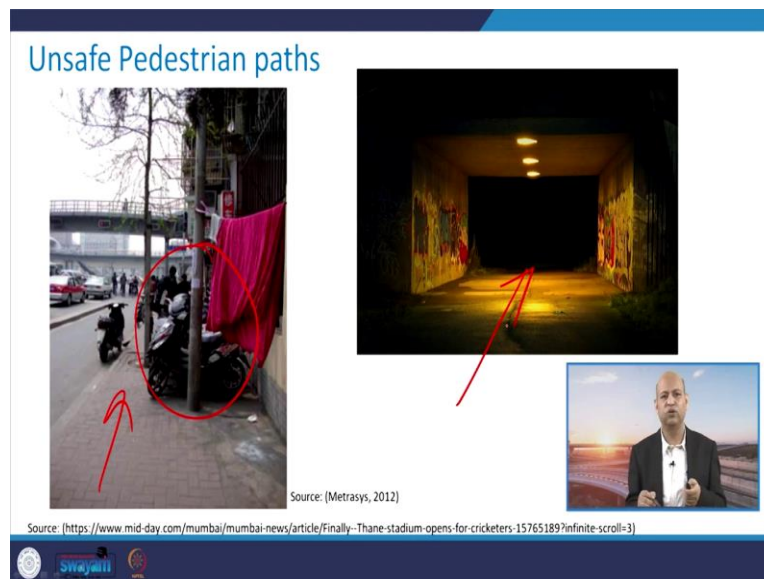 Unsafe Pedestrian paths
Source: (Metrasys, 2012)
Source: (https://www.mid-day.com/mumbai/mumbai-news/article/Finally--Thane-stadium-opens-for-cricketers-15765189?infinite-scroll=3)
swayam